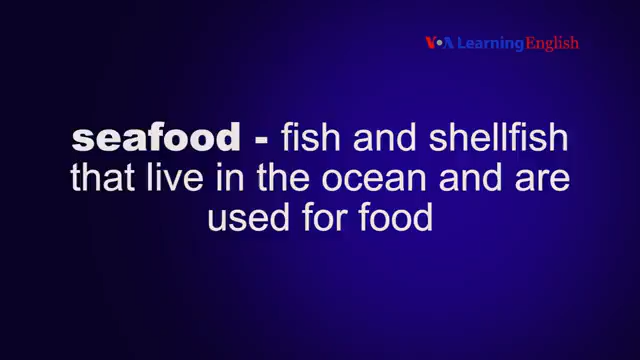 VOA Learning English
seafood - fish and shellfish
that live in the ocean and are
used for food